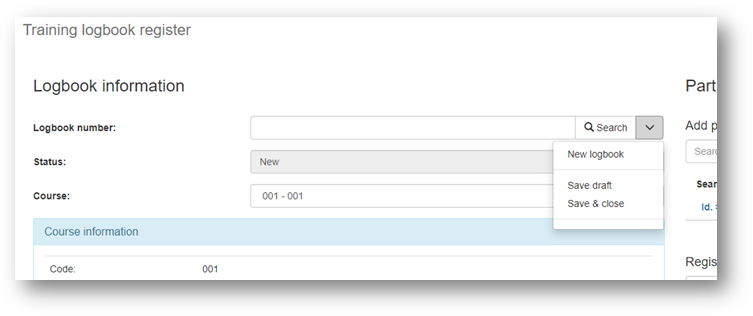 Training logbook register
Logbook information
Part
Logbook number:
Search
Add p
New logbook
Sear
Status:
New
Save draft
Sear
Course:
001 - 001
Save & close
Id.
Course information
Regis
Code:
001